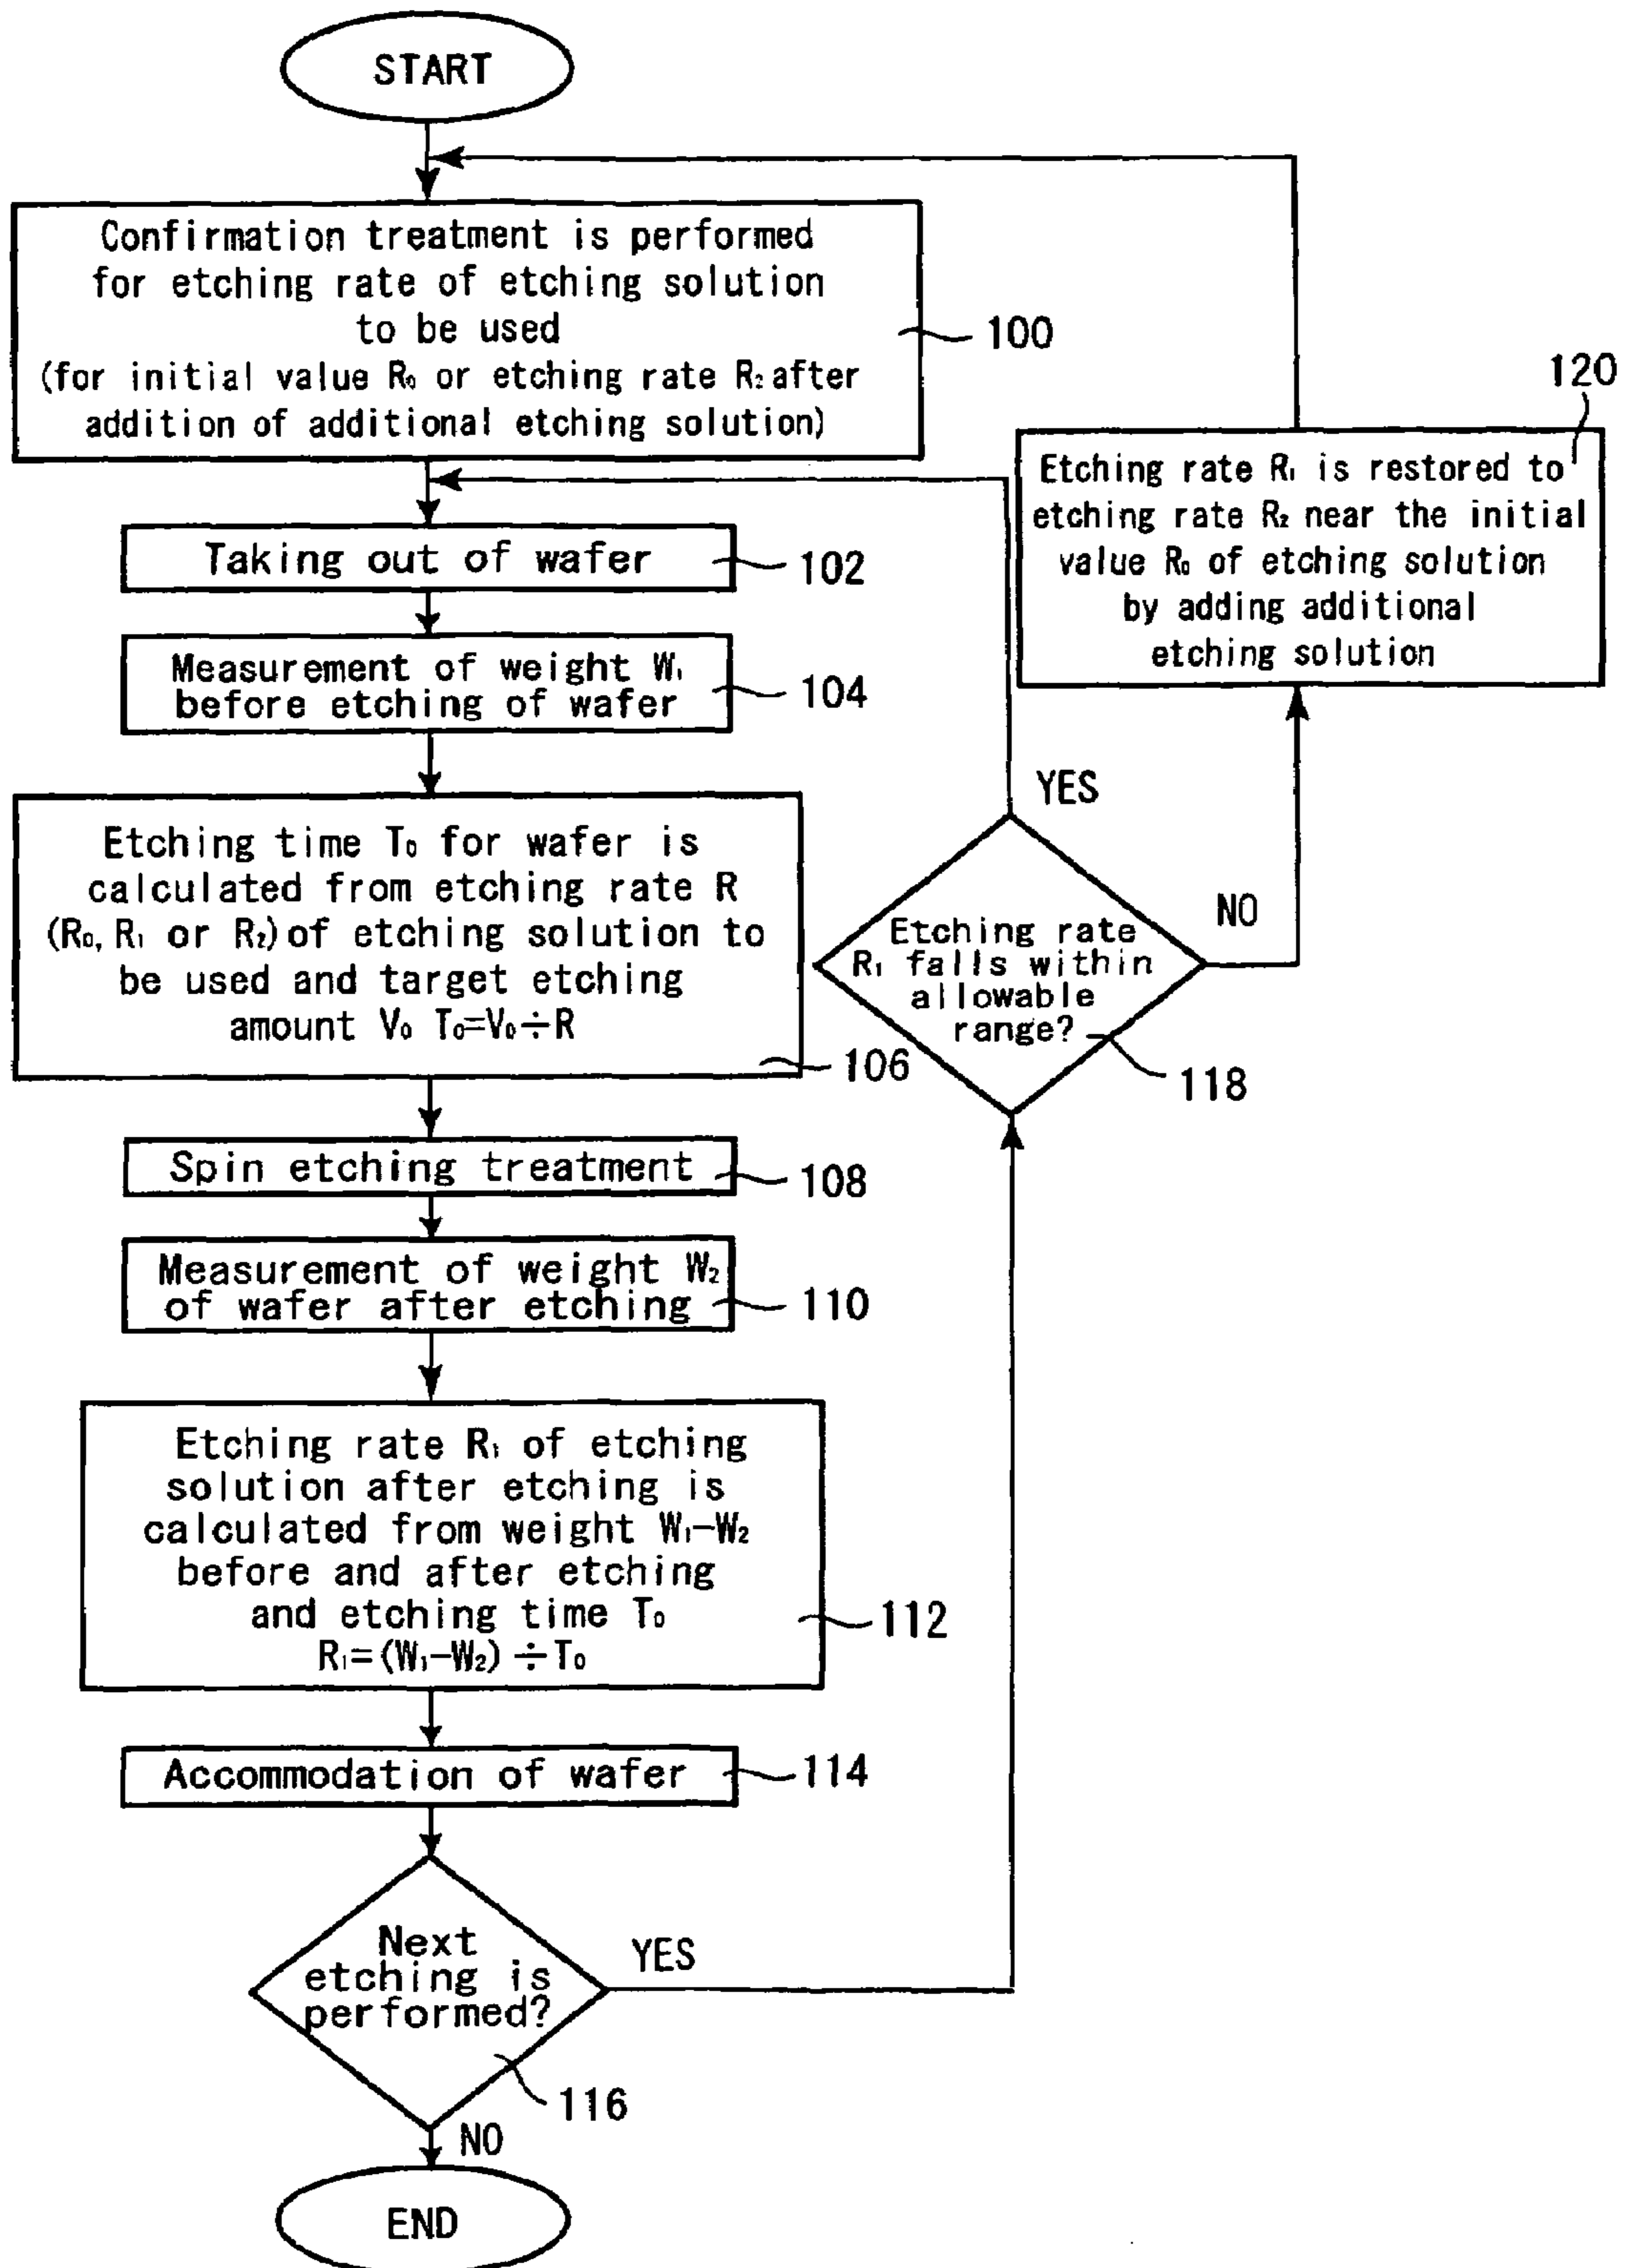 START
Confirmation treatment is performed
for etching rate of etching solution
to be used
(for initial value R₀ or etching rate R₂ after
addition of additional etching solution)
100
Taking out of wafer
102
Measurement of weight W₁
before etching of wafer
104
Etching time T₀ for wafer is
calculated from etching rate R
(R₀, R₁ or R₂) of etching solution to
be used and target etching
amount V₀ T₀=V₀÷R
106
Spin etching treatment
108
Measurement of weight W₂
of wafer after etching
110
Etching rate R₁ of etching
solution after etching is
calculated from weight W₁-W₂
before and after etching
and etching time T₀
R₁=(W₁-W₂)÷T₀
112
Accommodation of wafer
114
Next
etching is
performed?
116
YES
NO
END
Etching rate
R₁ falls within
allowable
range?
118
YES
NO
120
Etching rate R₁ is restored to
etching rate R₂ near the initial
value R₀ of etching solution
by adding additional
etching solution